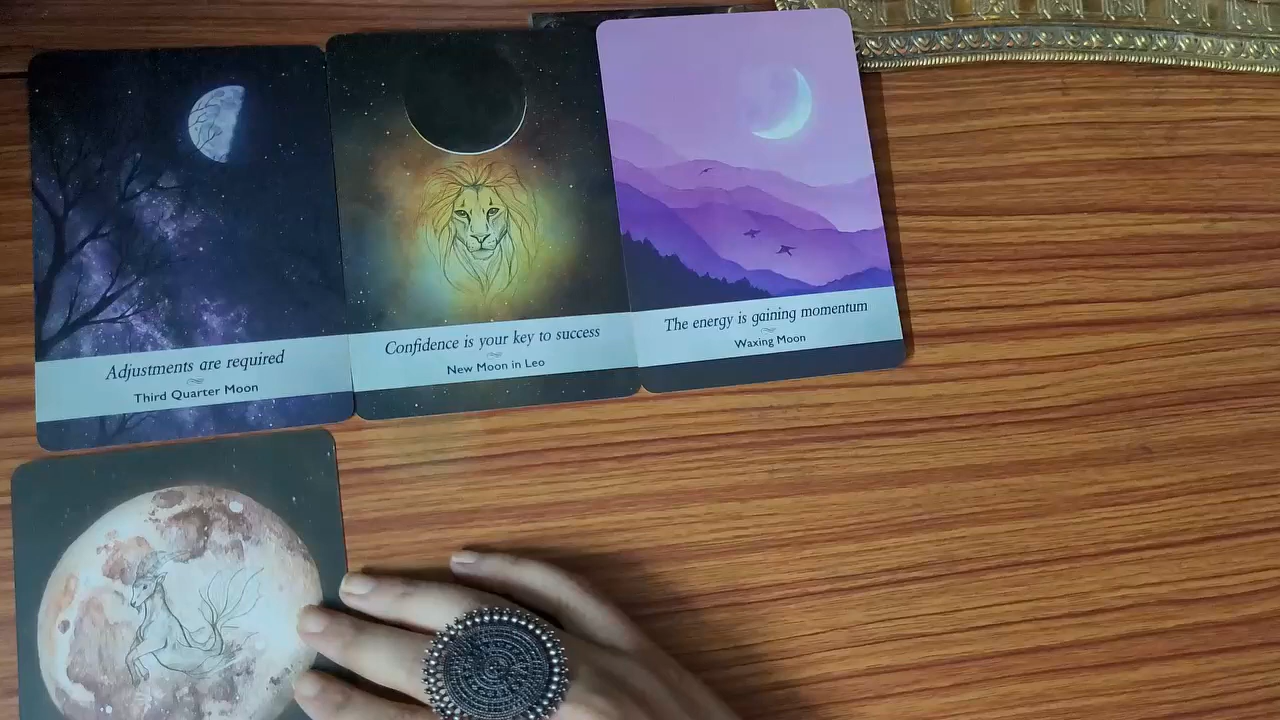 Adjustments are required
Third Quarter Moon
Confidence is your key to success
New Moon in Leo
The energy is gaining momentum
Waxing Moon